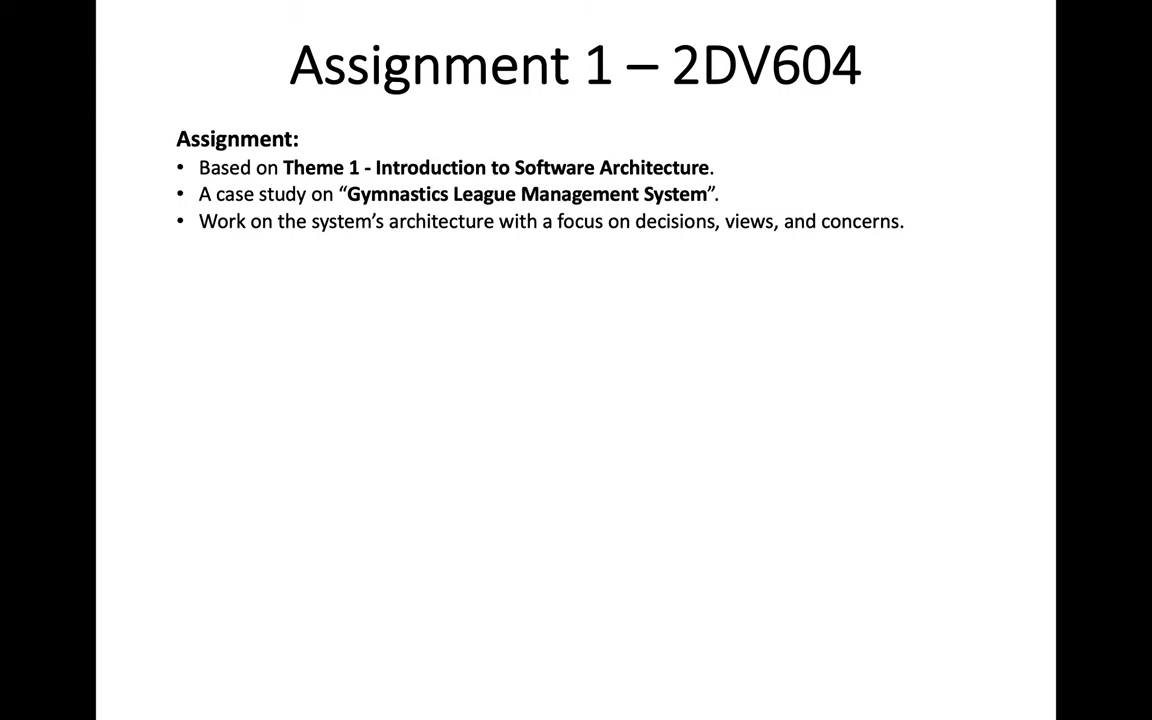 Assignment 1 – 2DV604
Assignment:
• Based on Theme 1 - Introduction to Software Architecture.
• A case study on “Gymnastics League Management System”.
• Work on the system’s architecture with a focus on decisions, views, and concerns.